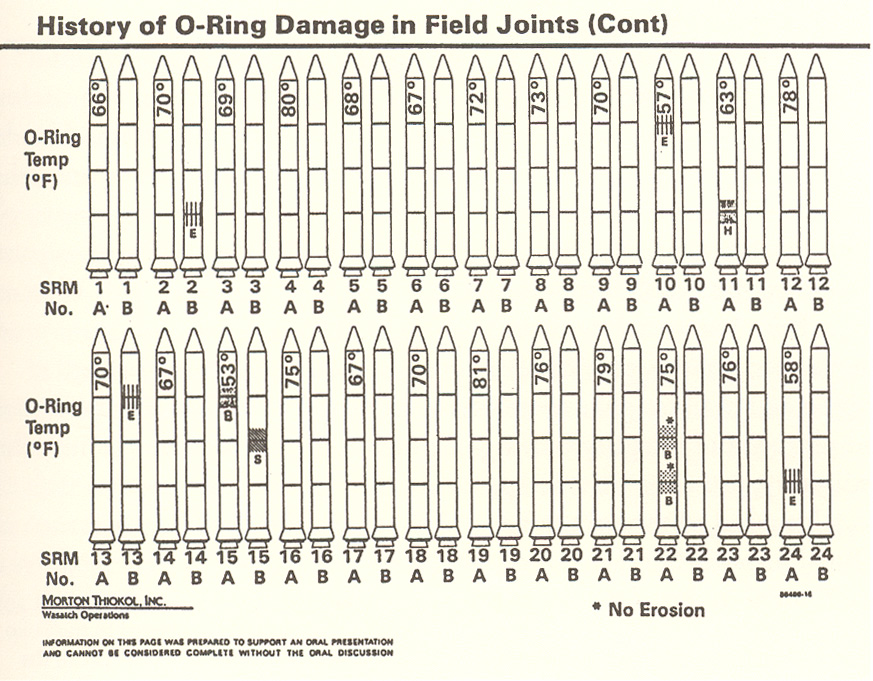 History of O-Ring Damage in Field Joints (Cont)
66° 70° 69° 80° 68° 67° 72° 73° 70° 57° 63° 78°
O-Ring
Temp
(°F)
E
E
H
SRM 1 1 2 2 3 3 4 4 5 5 6 6 7 7 8 8 9 9 10 10 11 11 12 12
No. A B A B A B A B A B A B A B A B A B A B A B A B
70° 67° 53° 75° 67° 70° 81° 76° 79° 75° 76° 58°
O-Ring
Temp
(°F)
E
B
*
S
B
*
B
E
SRM 13 13 14 14 15 15 16 16 17 17 18 18 19 19 20 20 21 21 22 22 23 23 24 24
No. A B A B A B A B A B A B A B A B A B A B A B A B
MORTON THIOKOL, INC.
Wasatch Operations
* No Erosion
INFORMATION ON THIS PAGE WAS PREPARED TO SUPPORT AN ORAL PRESENTATION
AND CANNOT BE CONSIDERED COMPLETE WITHOUT THE ORAL DISCUSSION